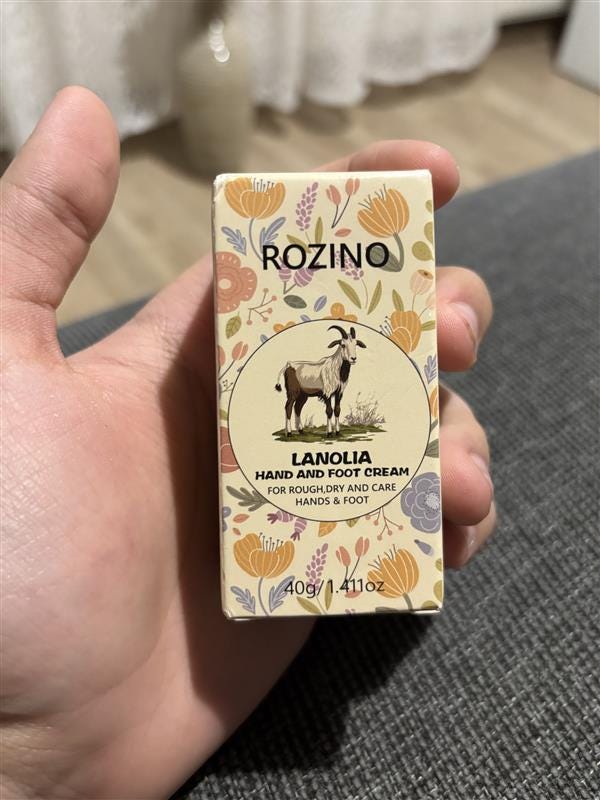 ROZINO
LANOLIA
HAND AND FOOT CREAM
FOR ROUGH,DRY AND CARE
HANDS & FOOT
40g/1.411oz